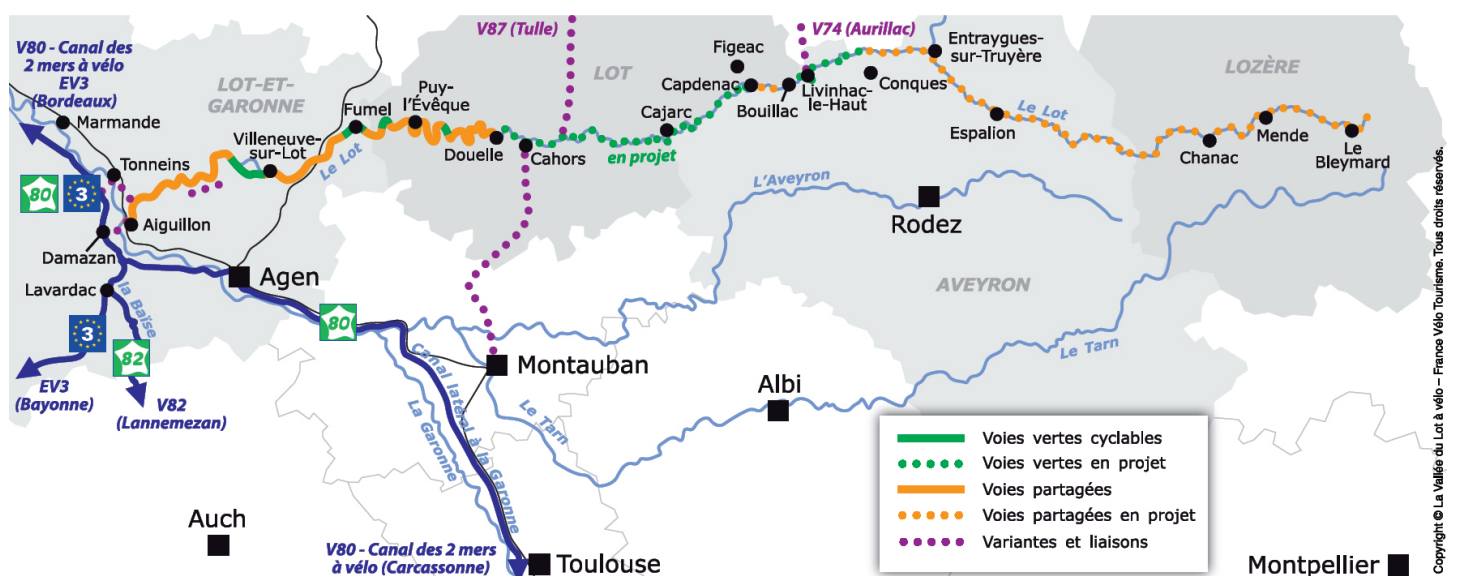 V80 - Canal des
2 mers à vélo
EV3
(Bordeaux)
Marmande
Tonneins
80
3
Damazan
Aiguillon
Lavardac
la Baïse
3
82
EV3
(Bayonne)
V82
(Lannemezan)
LOT-ET-
GARONNE
Villeneuve-
sur-Lot
Fumel
Le Lot
Puy-
l'Évêque
Agen
80
V87 (Tulle)
LOT
Douelle
Cahors
en projet
Cajarc
Figeac
Capdenac
Bouillac
V74 (Aurillac)
Livinhac-
le-Haut
Conques
Entraygues-
sur-Truyère
Espalion
Le Lot
LOZÈRE
Chanac
Mende
Le
Bleymard
L'Aveyron
Rodez
AVEYRON
Le Tarn
Montauban
Albi
Le Tarn
Canal latéral à la Garonne
La Garonne
Auch
V80 - Canal des 2 mers
à vélo (Carcassonne)
Toulouse
Montpellier
Voies vertes cyclables
Voies vertes en projet
Voies partagées
Voies partagées en projet
Variantes et liaisons
Copyright © La Vallée du Lot à vélo – France Vélo Tourisme. Tous droits réservés.